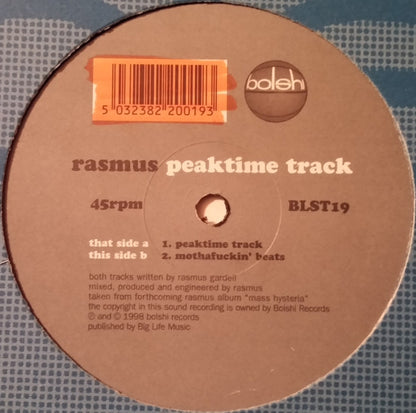 5 032382 200193
bolshi
rasmus peaktime track
45rpm BLST19
that side a 1. peaktime track
this side b 2. mothafuckin' beats
both tracks written by rasmus gardell
mixed, produced and engineered by rasmus
taken from forthcoming rasmus album "mass hysteria"
the copyright in this sound recording is owned by Bolshi Records
℗ and © 1998 bolshi records
published by Big Life Music